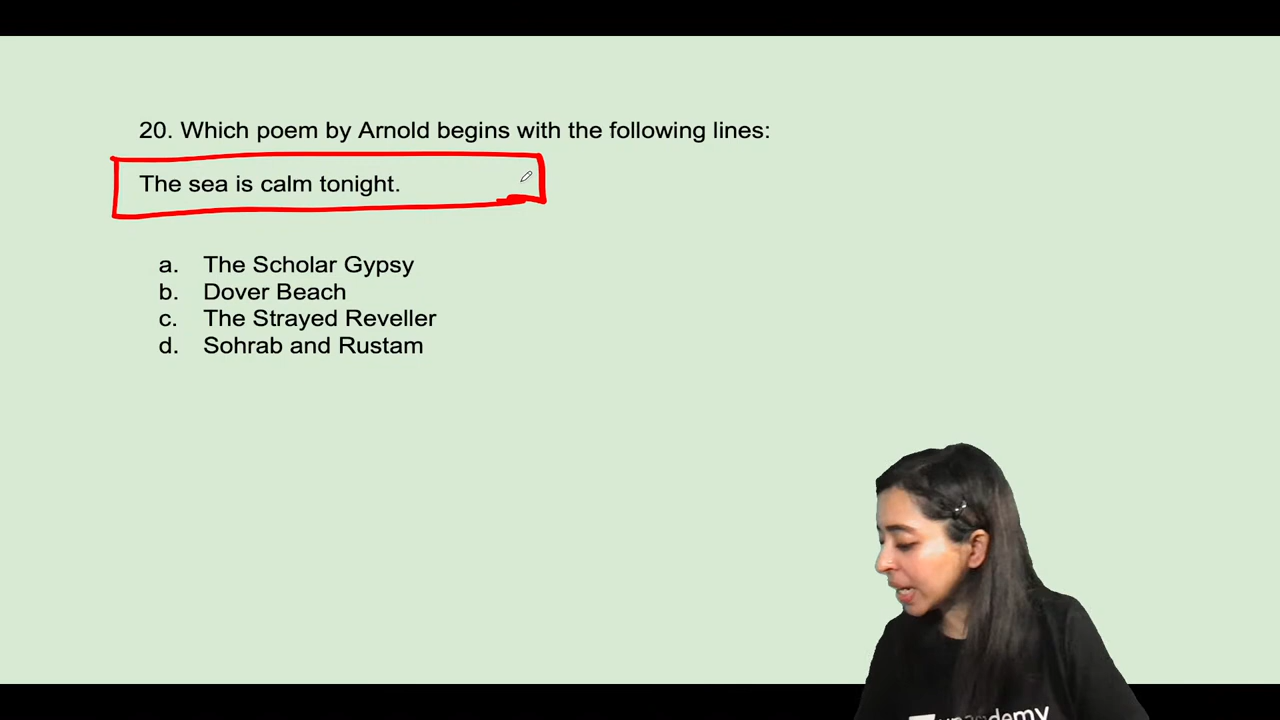 20. Which poem by Arnold begins with the following lines:
The sea is calm tonight.
a. The Scholar Gypsy
b. Dover Beach
c. The Strayed Reveller
d. Sohrab and Rustam